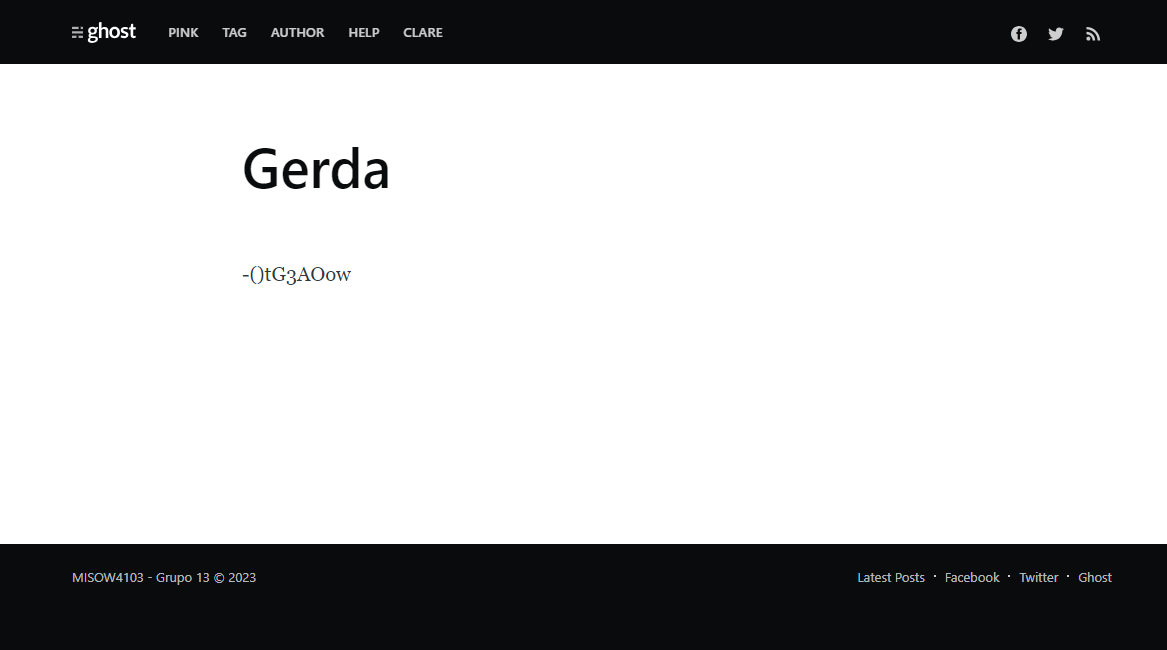 ghost PINK TAG AUTHOR HELP CLARE
Gerda
-()tG3AOow
MISOW4103 - Grupo 13 © 2023 Latest Posts · Facebook · Twitter · Ghost